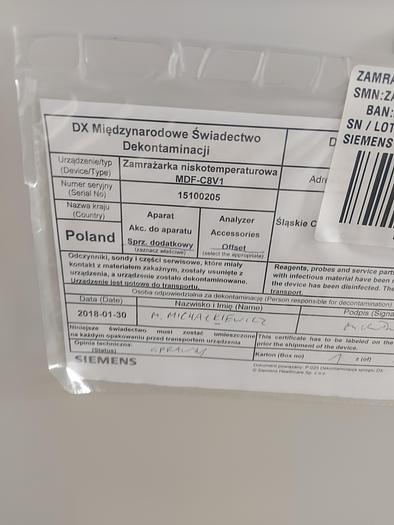 ZAMRA
SMN:ZA
BAN:
SN / LOT
SIEMENS
DX Międzynarodowe Świadectwo
Dekontaminacji
D
Urządzenie/typ
(Device/Type)
Zamrażarka niskotemperaturowa
MDF-C8V1
Adre
Numer seryjny
(Serial No)
15100205
Nazwa kraju
(Country)
Poland
Aparat
Akc. do aparatu
Sprz. dodatkowy
(zaznacz właściwe)
Analyzer
Accessories
Offset
(select the appropriate)
Śląskie C
Odczynniki, sondy i części serwisowe, które miały
kontakt z materiałem zakaźnym, zostały usunięte z
urządzenia, a urządzenie zostało dekontaminowane.
Urządzenie jest gotowe do transportu.
Reagents, probes and service parts
with infectious material have been
the device has been disinfected. The
transport.
Osoba odpowiedzialna za dekontaminację (Person responsible for decontamination)
Data (Date)
Nazwisko i Imię (Name)
Podpis (Signa
2018-01-30
M. MICHALKIEWICZ
Niniejsze świadectwo musi zostać umieszczone
na każdym opakowaniu przed transportem urządzenia
This certificate has to be labeled on the
prior the shipment of the device.
Opinia techniczna:
(Status)
SPRAWNY
Karton (Box no)
1
z (of)
SIEMENS
Dokument powiązany: P.025 Dekontaminacja sprzętu DX
© Siemens Healthcare Sp. z o.o.